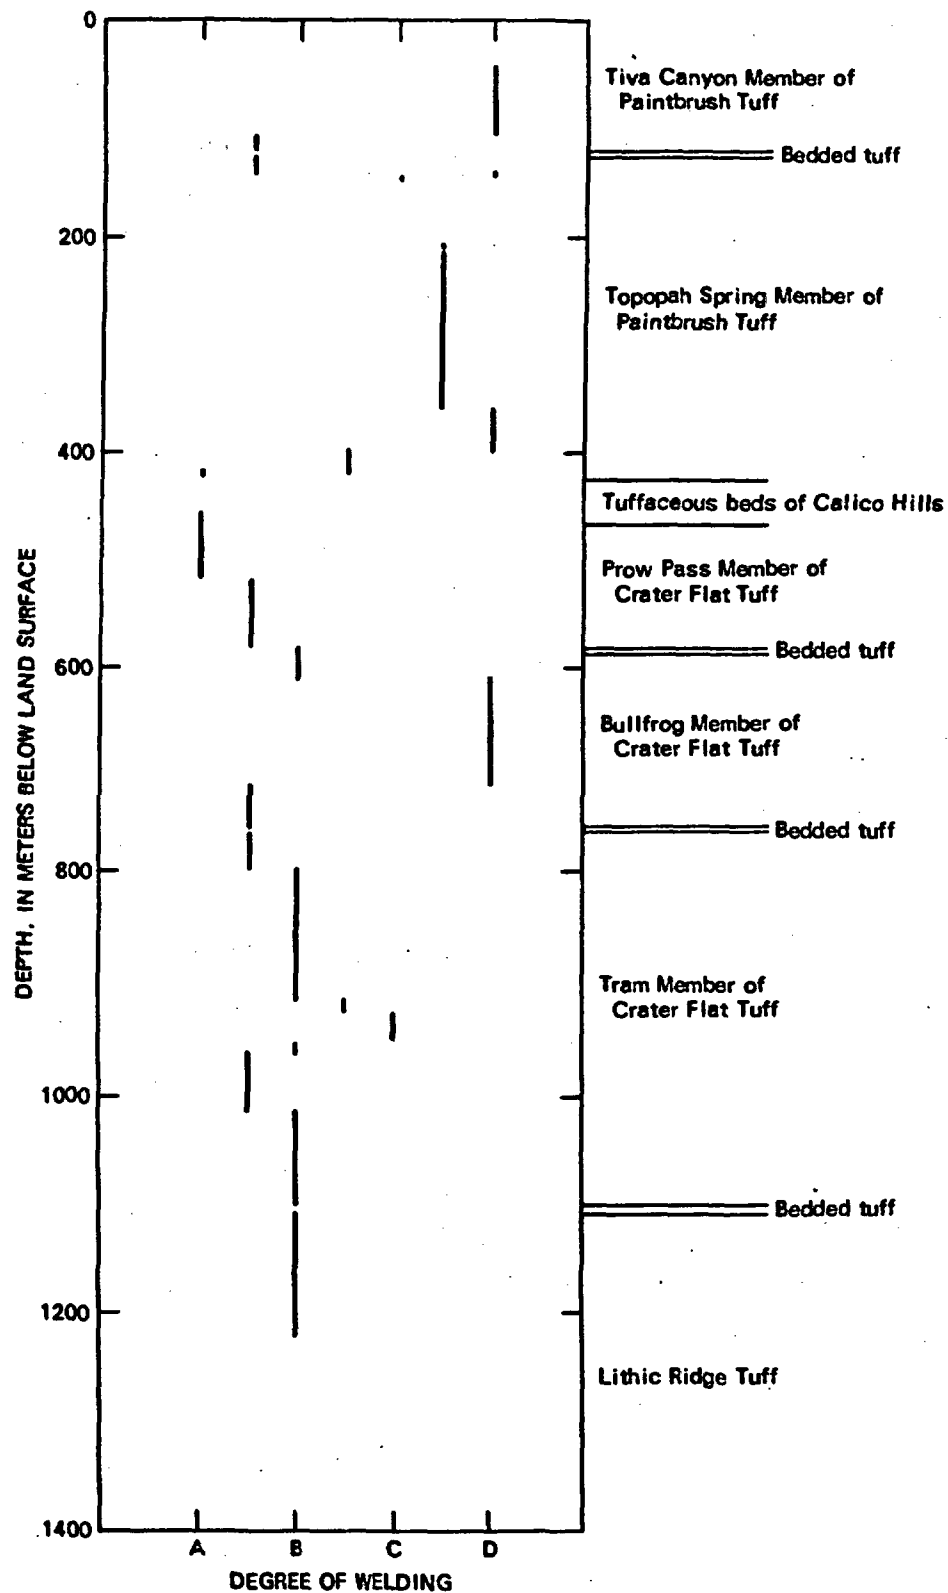 0
Tiva Canyon Member of
Paintbrush Tuff
Bedded tuff
200
Topopah Spring Member of
Paintbrush Tuff
400
Tuffaceous beds of Calico Hills
Prow Pass Member of
Crater Flat Tuff
Bedded tuff
600
Bullfrog Member of
Crater Flat Tuff
Bedded tuff
800
Tram Member of
Crater Flat Tuff
1000
Bedded tuff
1200
Lithic Ridge Tuff
1400
A B C D
DEGREE OF WELDING
DEPTH, IN METERS BELOW LAND SURFACE